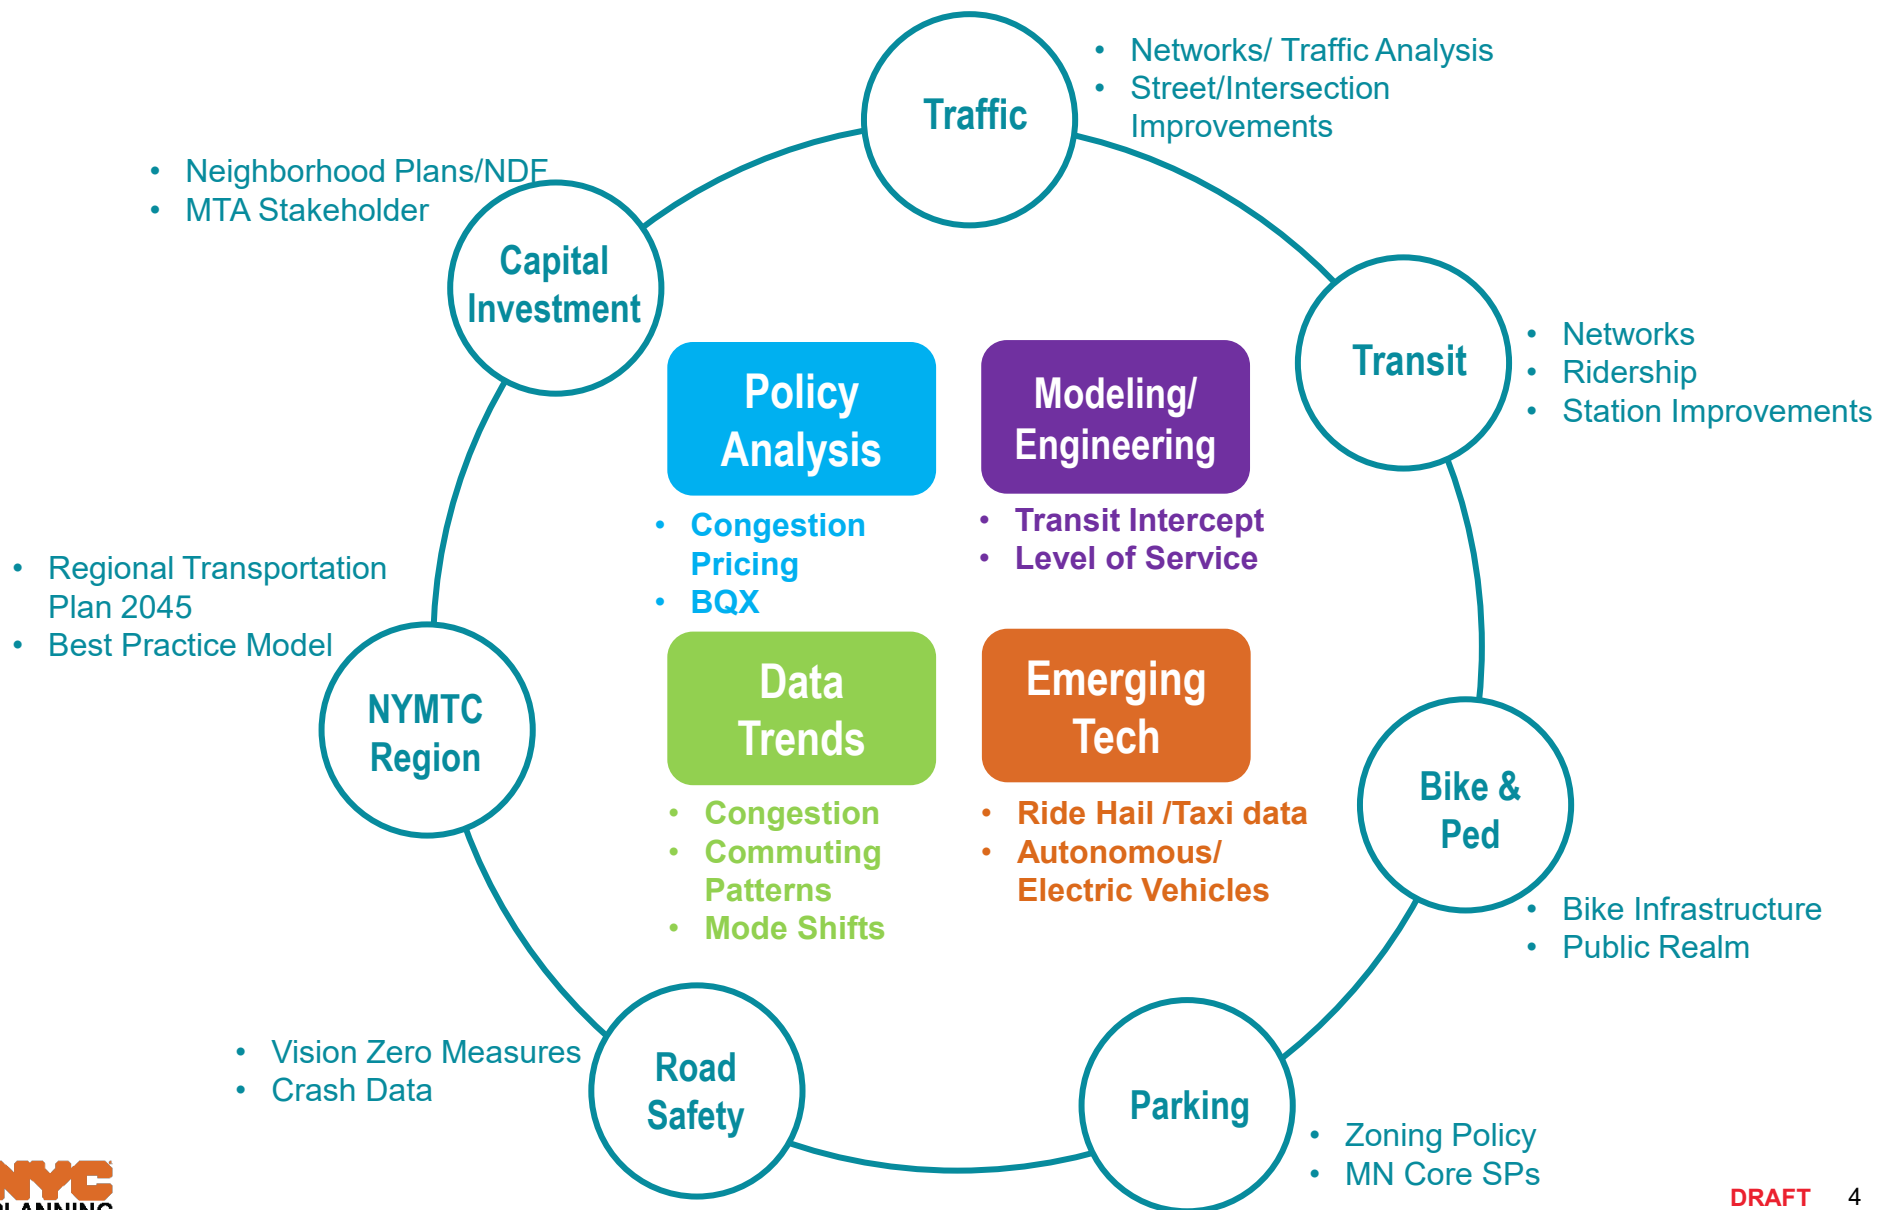 Traffic
• Networks/ Traffic Analysis
• Street/Intersection
Improvements
• Neighborhood Plans/NDF
• MTA Stakeholder
Capital
Investment
Transit
• Networks
• Ridership
• Station Improvements
Policy
Analysis
• Congestion
Pricing
• BQX
Modeling/
Engineering
• Transit Intercept
• Level of Service
• Regional Transportation
Plan 2045
• Best Practice Model
NYMTC
Region
Data
Trends
• Congestion
• Commuting
Patterns
• Mode Shifts
Emerging
Tech
• Ride Hail /Taxi data
• Autonomous/
Electric Vehicles
Bike &
Ped
• Bike Infrastructure
• Public Realm
• Vision Zero Measures
• Crash Data
Road
Safety
Parking
• Zoning Policy
• MN Core SPs
NYC
PLANNING
DRAFT 4